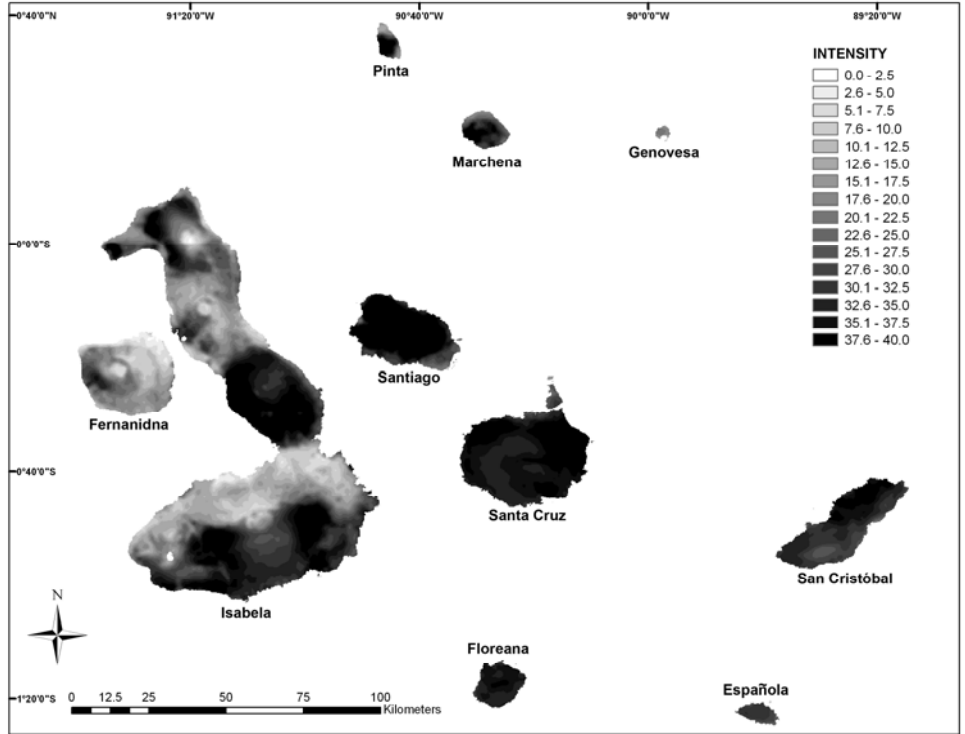 91°20'0"W
90°40'0"W
90°0'0"W
89°20'0"W
0°40'0"N
0°0'0"S
0°40'0"S
1°20'0"S
Pinta
Marchena
Genovesa
Santiago
Fernanidna
Santa Cruz
San Cristóbal
Isabela
Floreana
Española
INTENSITY
0.0 - 2.5
2.6 - 5.0
5.1 - 7.5
7.6 - 10.0
10.1 - 12.5
12.6 - 15.0
15.1 - 17.5
17.6 - 20.0
20.1 - 22.5
22.6 - 25.0
25.1 - 27.5
27.6 - 30.0
30.1 - 32.5
32.6 - 35.0
35.1 - 37.5
37.6 - 40.0
N
0 12.5 25 50 75 100
Kilometers